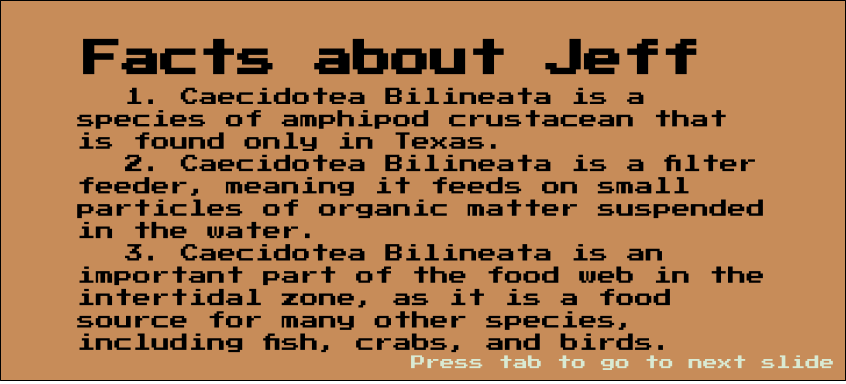 Facts about Jeff
1. Caecidotea Bilineata is a
species of amphipod crustacean that
is found only in Texas.
2. Caecidotea Bilineata is a filter
feeder, meaning it feeds on small
particles of organic matter suspended
in the water.
3. Caecidotea Bilineata is an
important part of the food web in the
intertidal zone, as it is a food
source for many other species,
including fish, crabs, and birds.
Press tab to go to next slide